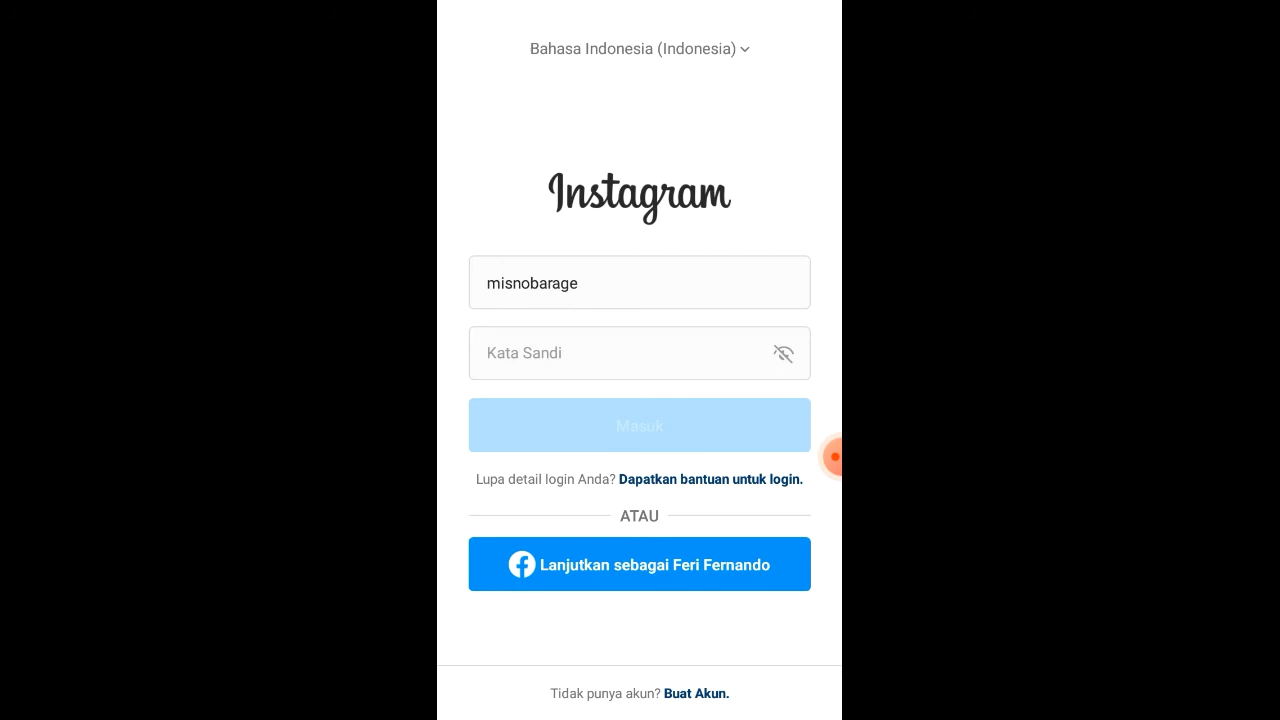 Bahasa Indonesia (Indonesia)
Instagram
misnobarage
Kata Sandi
Masuk
Lupa detail login Anda? Dapatkan bantuan untuk login.
ATAU
Lanjutkan sebagai Feri Fernando
Tidak punya akun? Buat Akun.